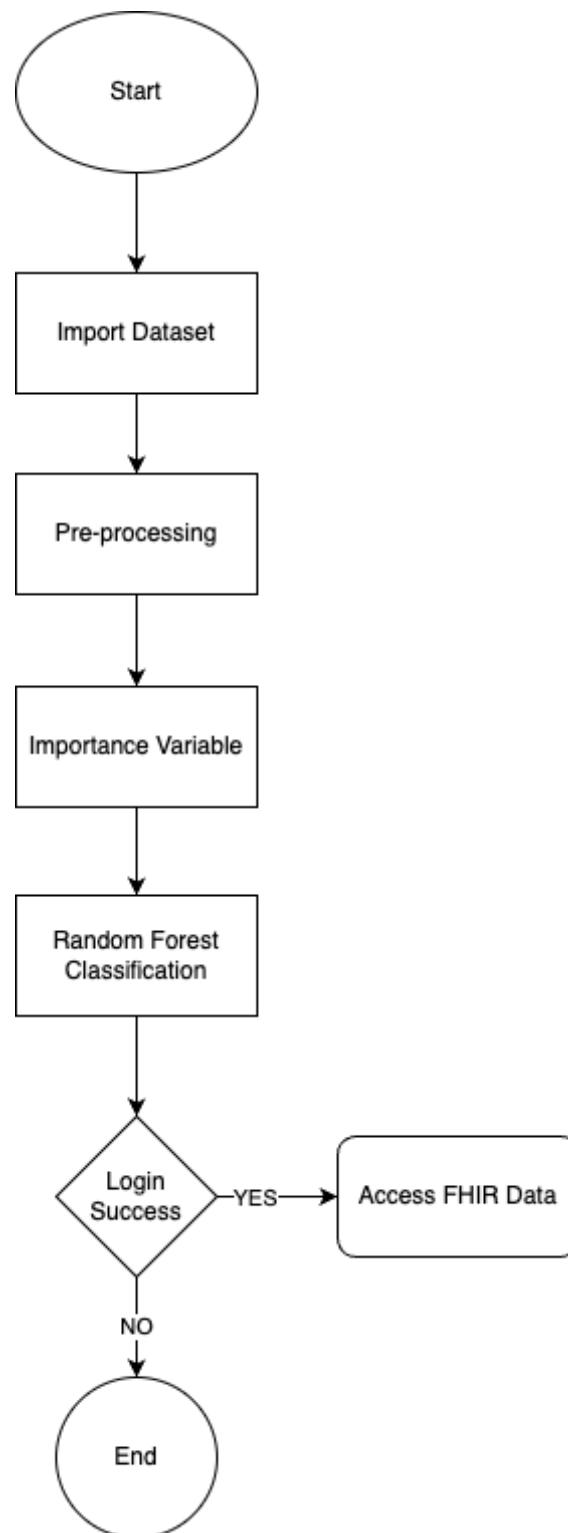 Start
Import Dataset
Pre-processing
Importance Variable
Random Forest
Classification
Login
Success
YES
Access FHIR Data
NO
End